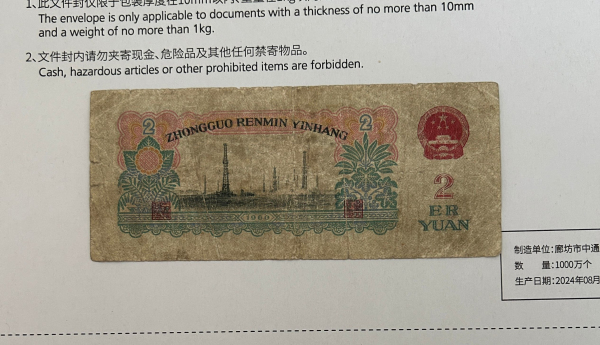 The envelope is only applicable to documents with a thickness of no more than 10mm
and a weight of no more than 1kg.
2、文件封内请勿夹寄现金、危险品及其他任何禁寄物品。
Cash, hazardous articles or other prohibited items are forbidden.
2
ZHONGGUO RENMIN YINHANG
2
2
ER
YUAN
1960
制造单位:廊坊市中通
数 量:1000万个
生产日期:2024年08月